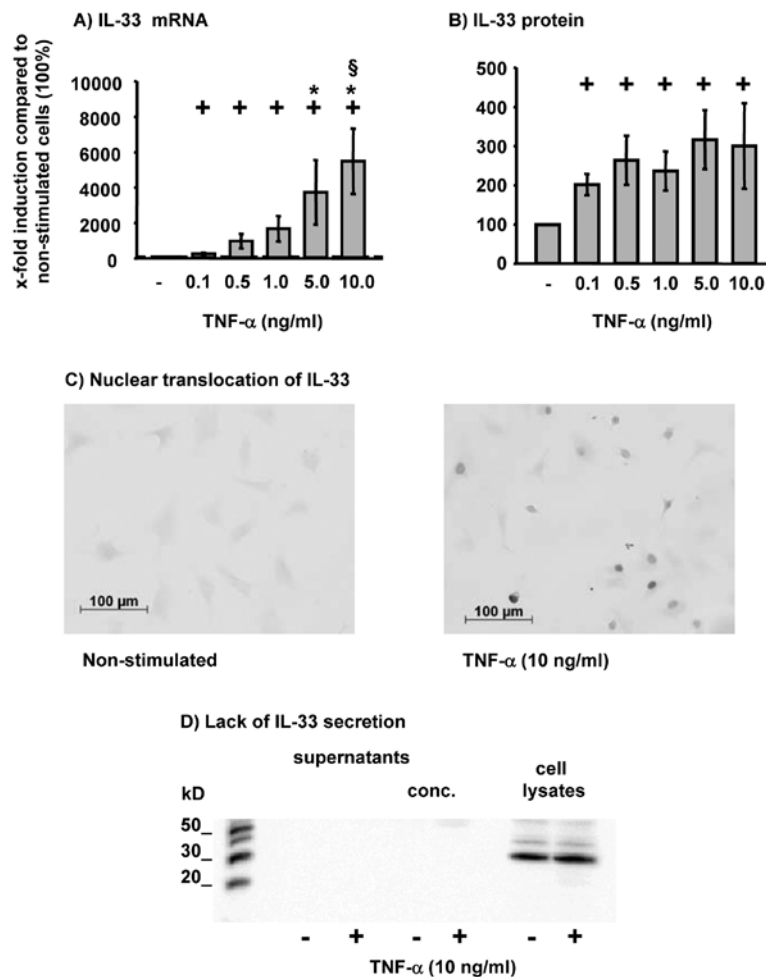 A) IL-33 mRNA
B) IL-33 protein
x-fold induction compared to
non-stimulated cells (100%)
10000
8000
6000
4000
2000
0
+ + + + +
* *
§
- 0.1 0.5 1.0 5.0 10.0
TNF-α (ng/ml)
500
400
300
200
100
0
+ + + + +
- 0.1 0.5 1.0 5.0 10.0
TNF-α (ng/ml)
C) Nuclear translocation of IL-33
100 µm
100 µm
Non-stimulated
TNF-α (10 ng/ml)
D) Lack of IL-33 secretion
supernatants
cell
lysates
kD
conc.
50_
30_
20_
- + - + - +
TNF-α (10 ng/ml)